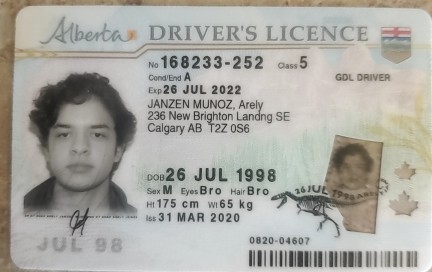 Alberta DRIVER'S LICENCE
No 168233-252 Class 5
Cond/End A GDL DRIVER
Exp 26 JUL 2022
JANZEN MUNOZ, Arely
236 New Brighton Landng SE
Calgary AB T2Z 0S6
DOB 26 JUL 1998
Sex M Eyes Bro Hair Bro
Ht 175 cm Wt 65 kg
Iss 31 MAR 2020
26 JUL 1998
JUL 98
0820-04607